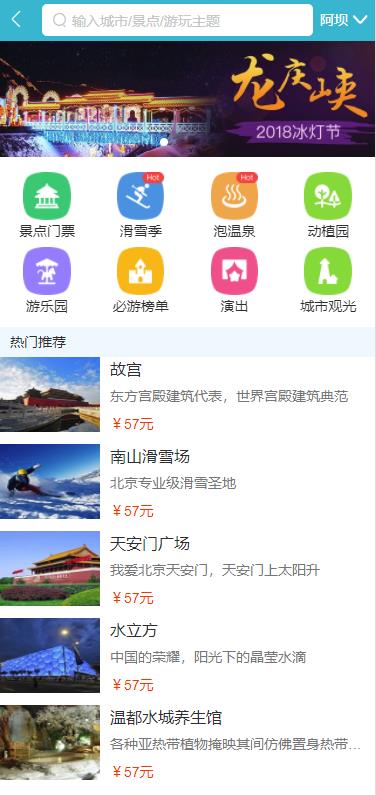 输入城市/景点/游玩主题 阿坝
龙庆峡
2018冰灯节
Hot Hot
景点门票 滑雪季 泡温泉 动植园
游乐园 必游榜单 演出 城市观光
热门推荐
故宫
东方宫殿建筑代表，世界宫殿建筑典范
￥57元
南山滑雪场
北京专业级滑雪圣地
￥57元
天安门广场
我爱北京天安门，天安门上太阳升
￥57元
水立方
中国的荣耀，阳光下的晶莹水滴
￥57元
温都水城养生馆
各种亚热带植物掩映其间仿佛置身热带...
￥57元